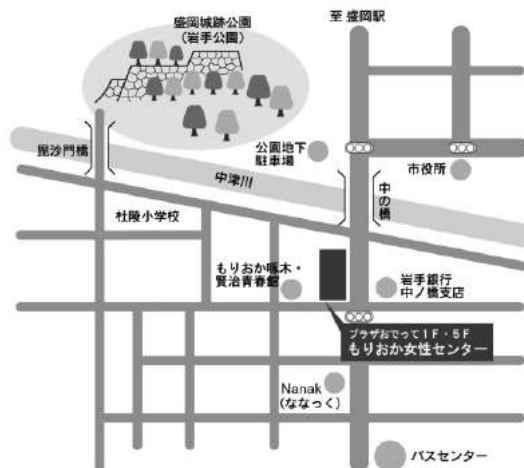 盛岡城跡公園
（岩手公園）
至 盛岡駅
毘沙門橋
公園地下
駐車場
市役所
中津川
中の橋
杜陵小学校
もりおか啄木・
賢治青春館
岩手銀行
中ノ橋支店
プラザおでって1F・5F
もりおか女性センター
Nanak
(ななっく)
バスセンター